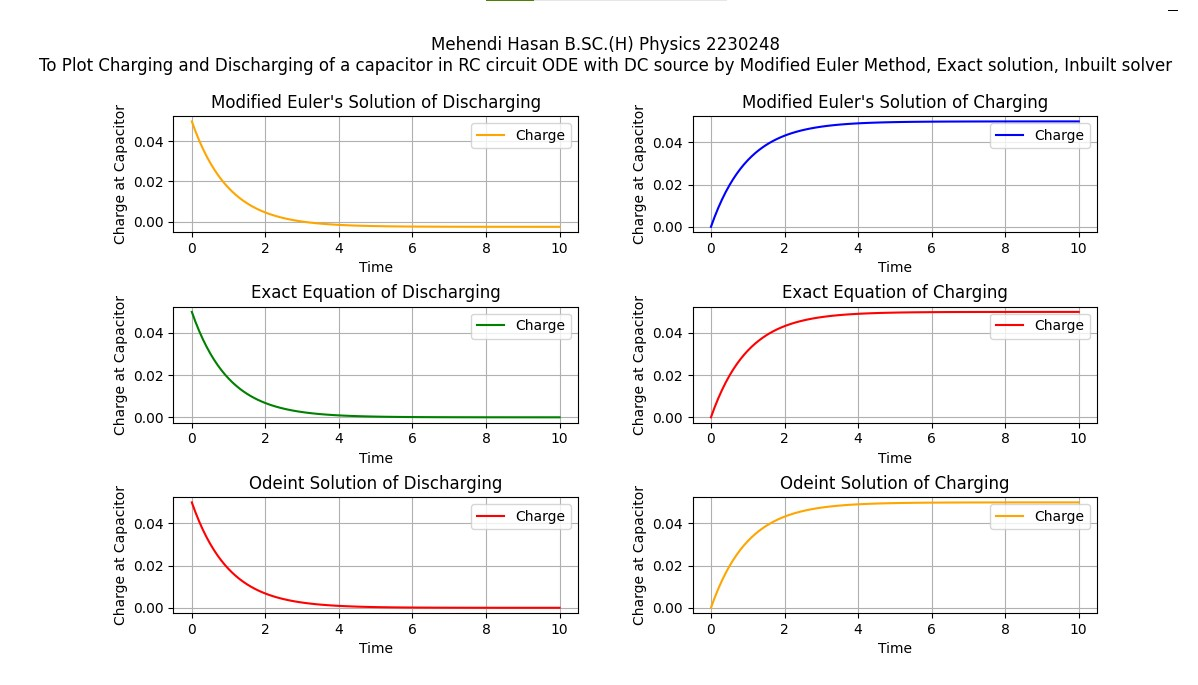 Mehendi Hasan B.SC.(H) Physics 2230248
To Plot Charging and Discharging of a capacitor in RC circuit ODE with DC source by Modified Euler Method, Exact solution, Inbuilt solver
Modified Euler's Solution of Discharging
Charge at Capacitor
0.04
0.02
0.00
Charge
0 2 4 6 8 10
Time
Modified Euler's Solution of Charging
Charge at Capacitor
0.04
0.02
0.00
Charge
0 2 4 6 8 10
Time
Exact Equation of Discharging
Charge at Capacitor
0.04
0.02
0.00
Charge
0 2 4 6 8 10
Time
Exact Equation of Charging
Charge at Capacitor
0.04
0.02
0.00
Charge
0 2 4 6 8 10
Time
Odeint Solution of Discharging
Charge at Capacitor
0.04
0.02
0.00
Charge
0 2 4 6 8 10
Time
Odeint Solution of Charging
Charge at Capacitor
0.04
0.02
0.00
Charge
0 2 4 6 8 10
Time